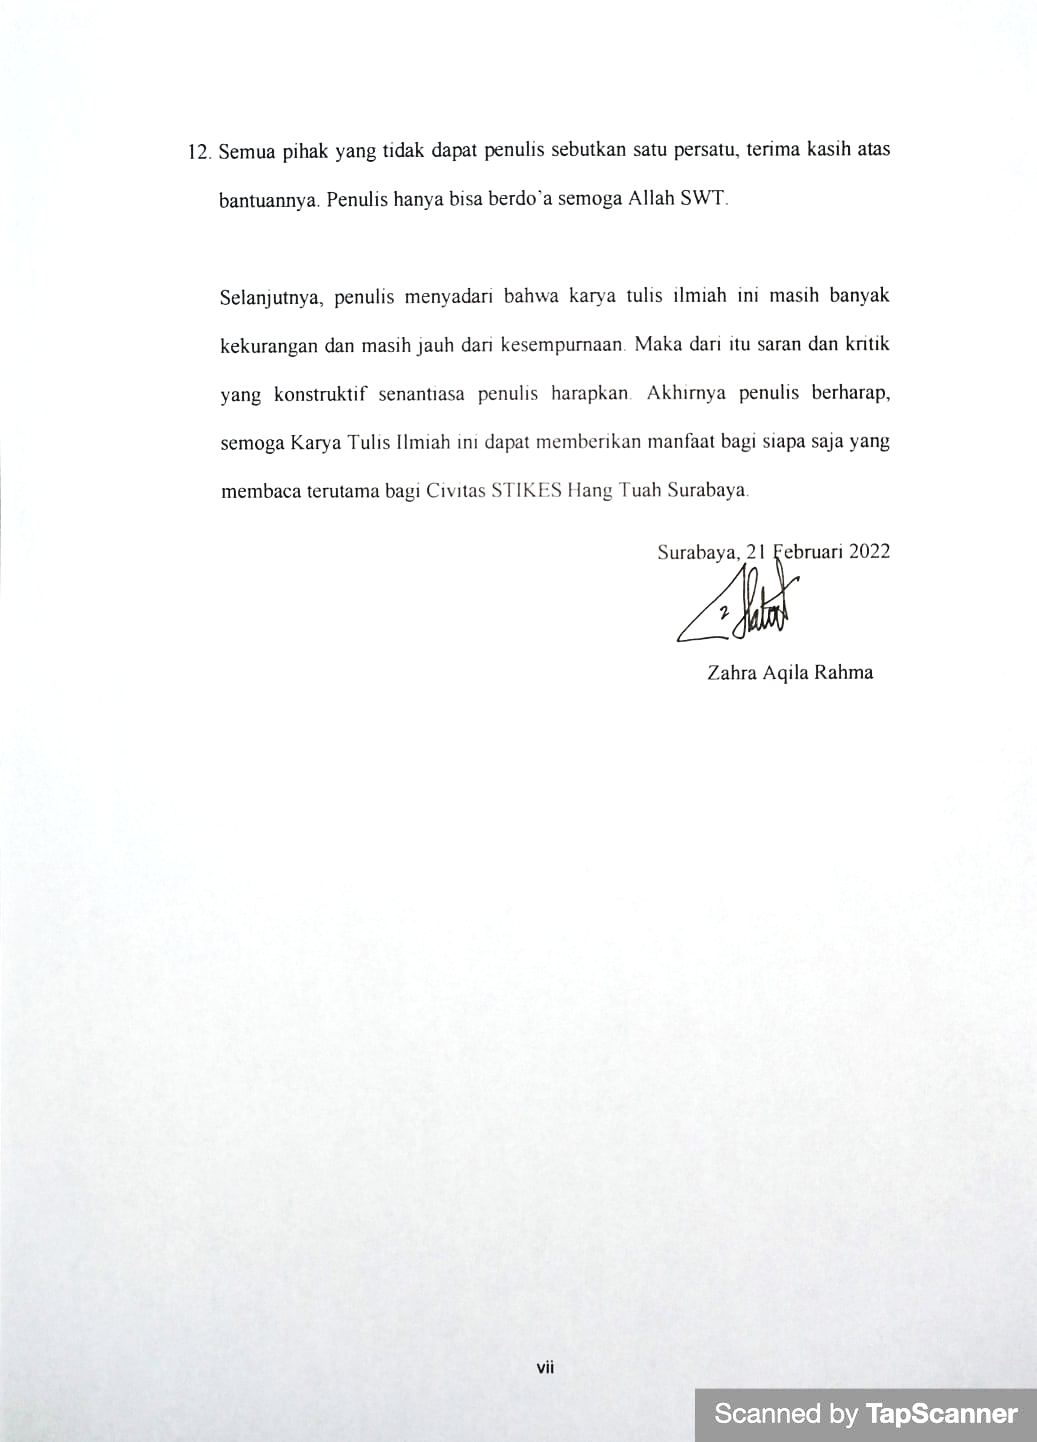 12. Semua pihak yang tidak dapat penulis sebutkan satu persatu, terima kasih atas
bantuannya. Penulis hanya bisa berdo`a semoga Allah SWT.
Selanjutnya, penulis menyadari bahwa karya tulis ilmiah ini masih banyak
kekurangan dan masih jauh dari kesempurnaan. Maka dari itu saran dan kritik
yang konstruktif senantiasa penulis harapkan. Akhirnya penulis berharap,
semoga Karya Tulis Ilmiah ini dapat memberikan manfaat bagi siapa saja yang
membaca terutama bagi Civitas STIKES Hang Tuah Surabaya.
Surabaya, 21 Februari 2022
Zahra Aqila Rahma
vii
Scanned by TapScanner